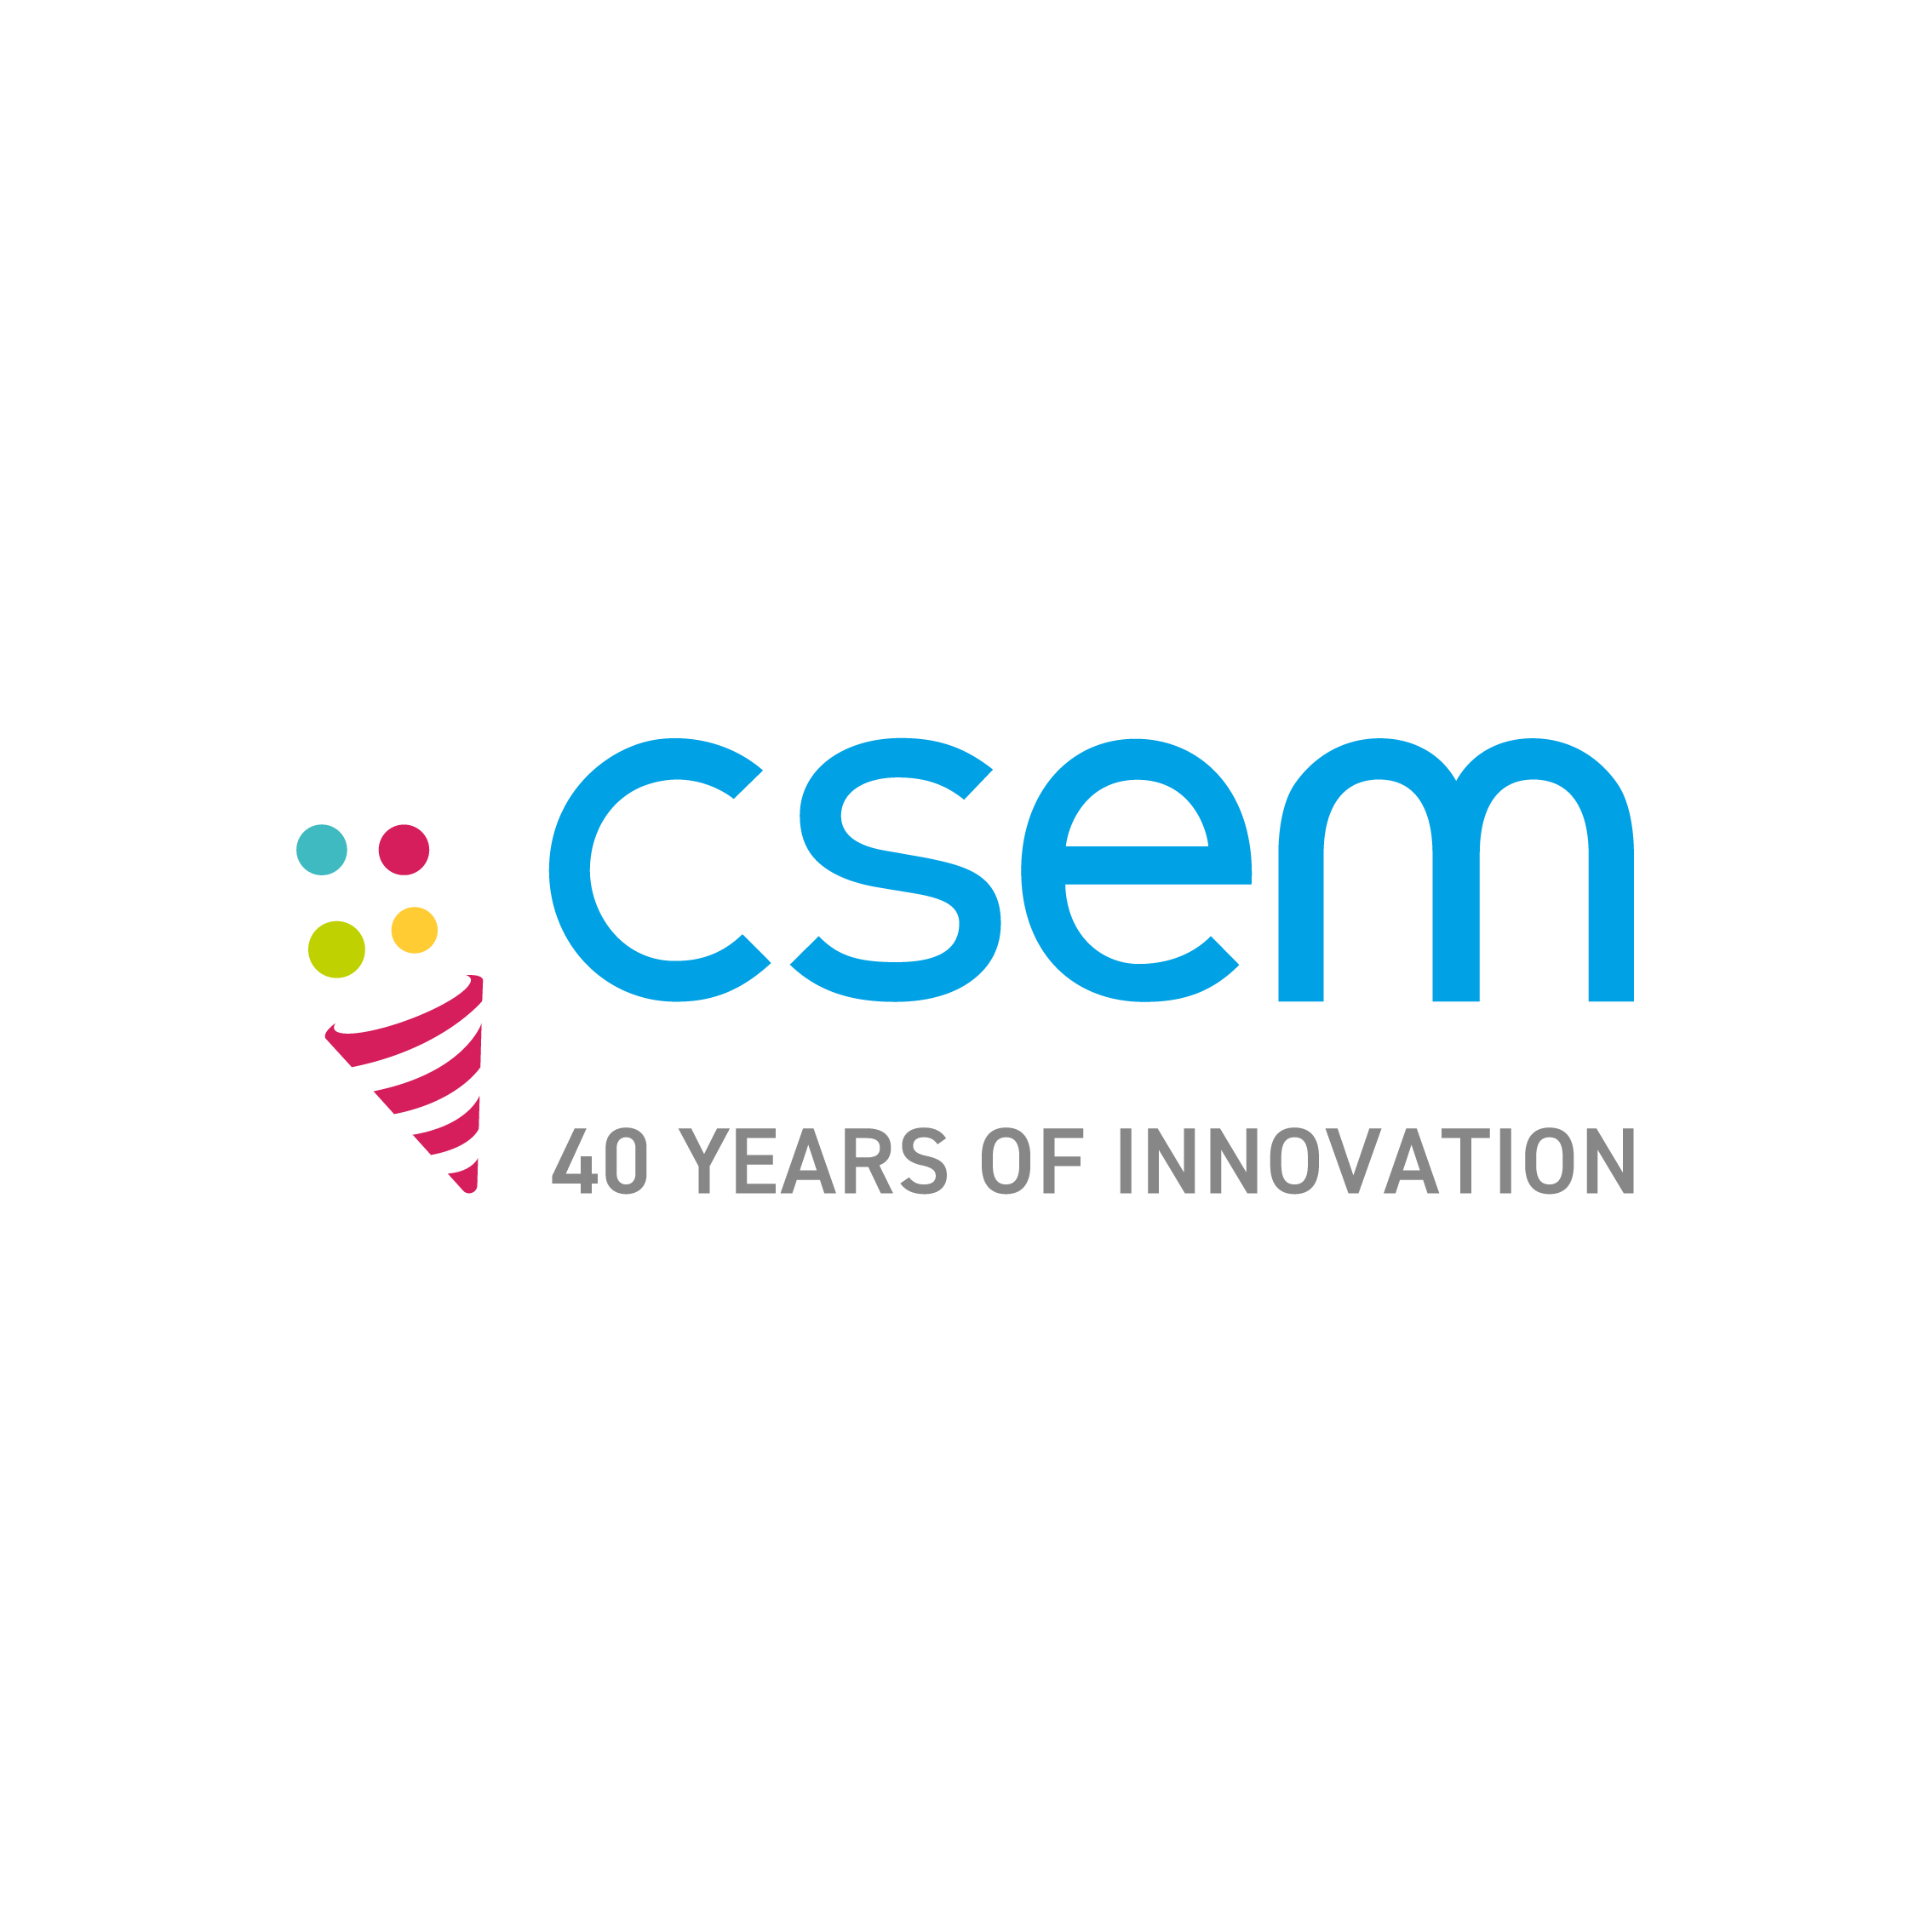 csem
40 YEARS OF INNOVATION